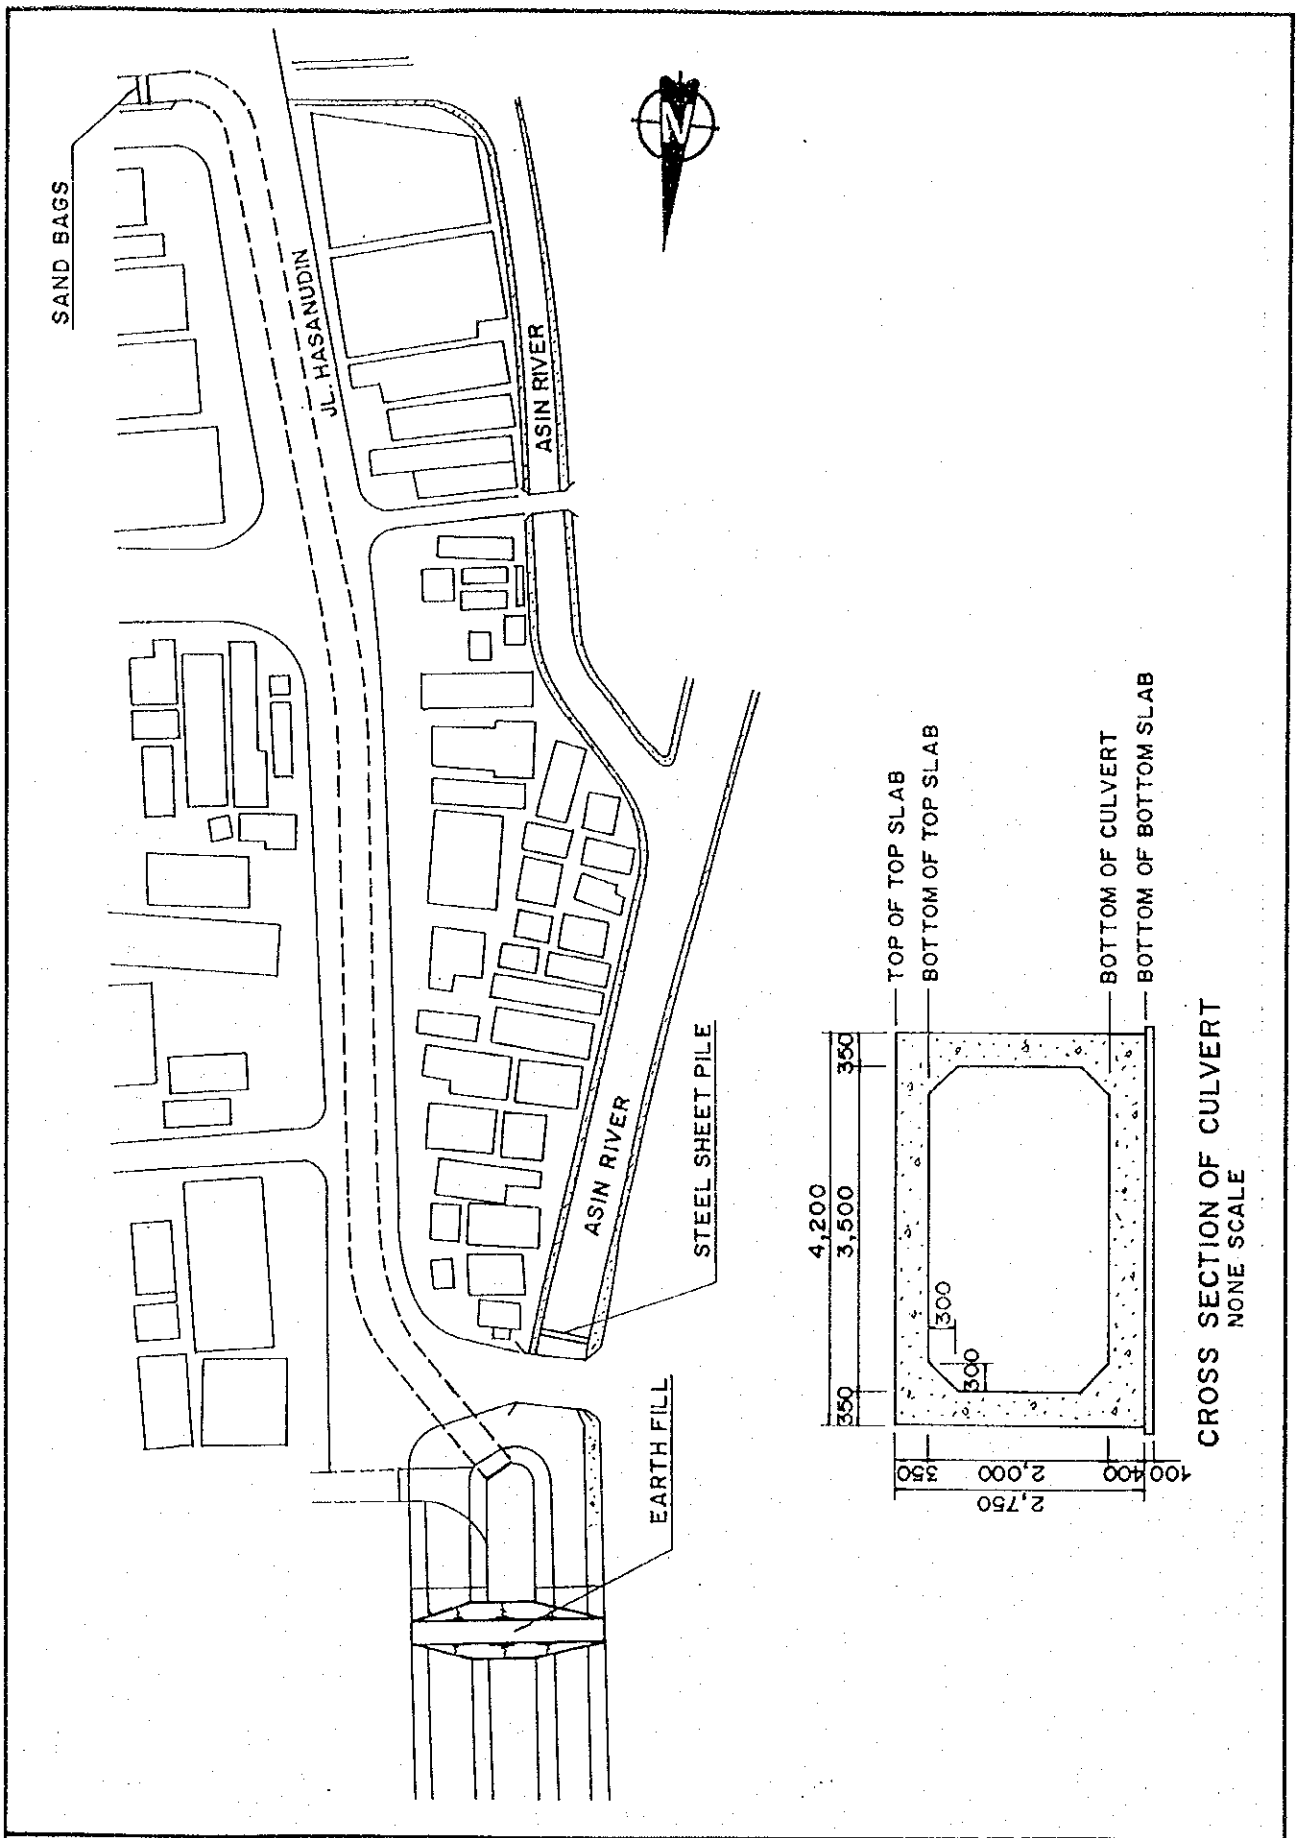 SAND BAGS
JL. HASANUDIN
N
ASIN RIVER
ASIN RIVER
STEEL SHEET PILE
EARTH FILL
4,200
350
3,500
350
300
300
2,750
350
2,000
400
100
TOP OF TOP SLAB
BOTTOM OF TOP SLAB
BOTTOM OF CULVERT
BOTTOM OF BOTTOM SLAB
CROSS SECTION OF CULVERT
NONE SCALE